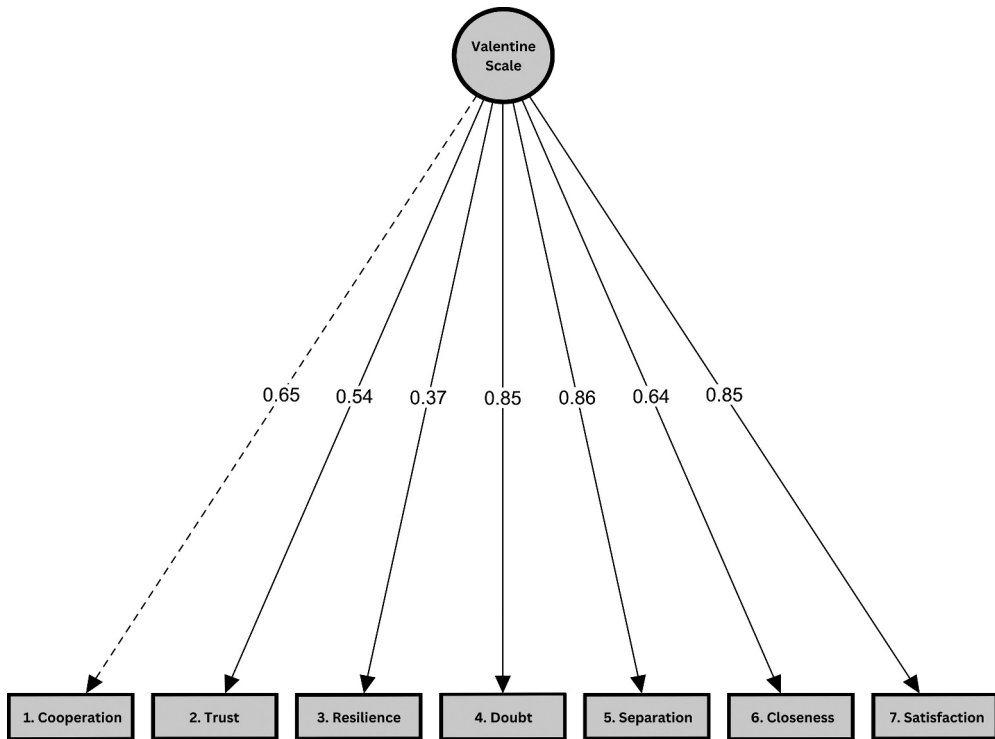 Valentine
Scale
0.65 0.54 0.37 0.85 0.86 0.64 0.85
1. Cooperation 2. Trust 3. Resilience 4. Doubt 5. Separation 6. Closeness 7. Satisfaction